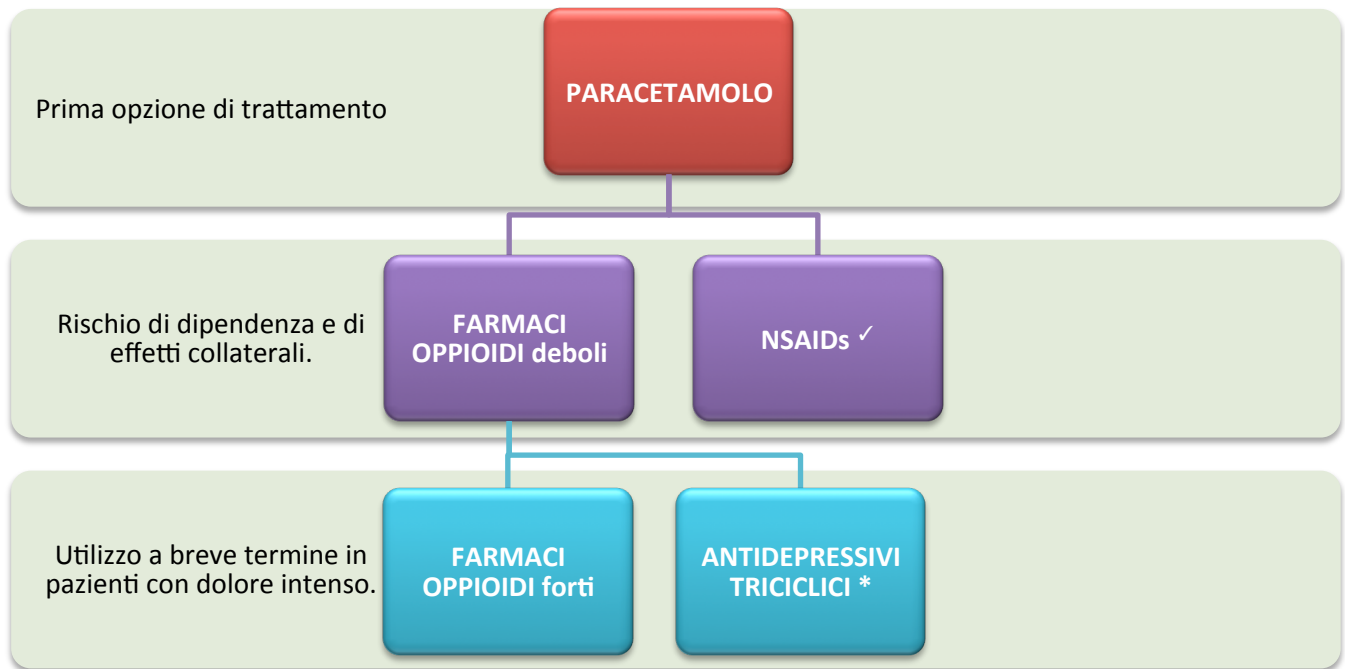 Prima opzione di trattamento
PARACETAMOLO
Rischio di dipendenza e di
effetti collaterali.
FARMACI
OPPIOIDI deboli
NSAIDs ✓
Utilizzo a breve termine in
pazienti con dolore intenso.
FARMACI
OPPIOIDI forti
ANTIDEPRESSIVI
TRICICLICI *